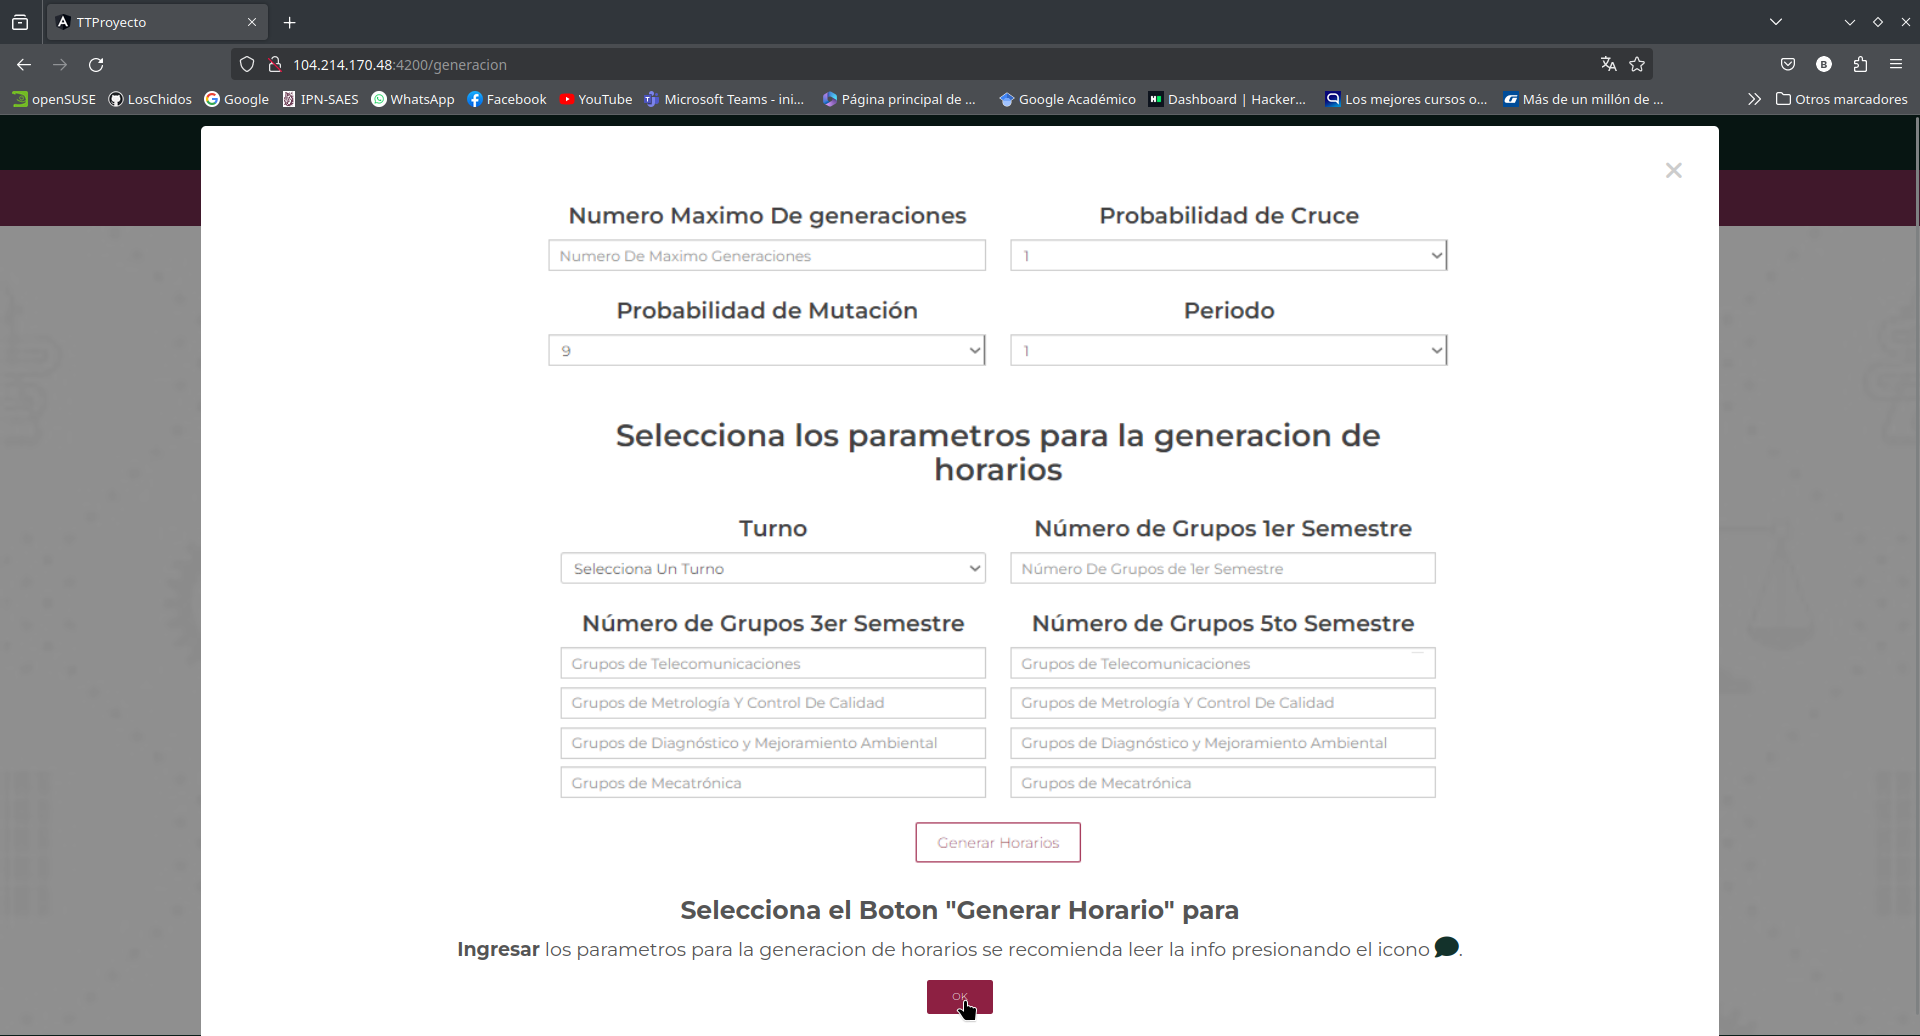 TTProyecto
104.214.170.48:4200/generacion
openSUSE
LosChidos
Google
IPN-SAES
WhatsApp
Facebook
YouTube
Microsoft Teams - ini...
Página principal de ...
Google Académico
Dashboard | Hacker...
Los mejores cursos o...
Más de un millón de ...
Otros marcadores
Numero Maximo De generaciones
Probabilidad de Cruce
Numero De Maximo Generaciones
1
Probabilidad de Mutación
Periodo
9
1
Selecciona los parametros para la generacion de
horarios
Turno
Número de Grupos 1er Semestre
Selecciona Un Turno
Número De Grupos de 1er Semestre
Número de Grupos 3er Semestre
Número de Grupos 5to Semestre
Grupos de Telecomunicaciones
Grupos de Telecomunicaciones
Grupos de Metrología Y Control De Calidad
Grupos de Metrología Y Control De Calidad
Grupos de Diagnóstico y Mejoramiento Ambiental
Grupos de Diagnóstico y Mejoramiento Ambiental
Grupos de Mecatrónica
Grupos de Mecatrónica
Generar Horarios
Selecciona el Boton "Generar Horario" para
Ingresar los parametros para la generacion de horarios se recomienda leer la info presionando el icono .
OK